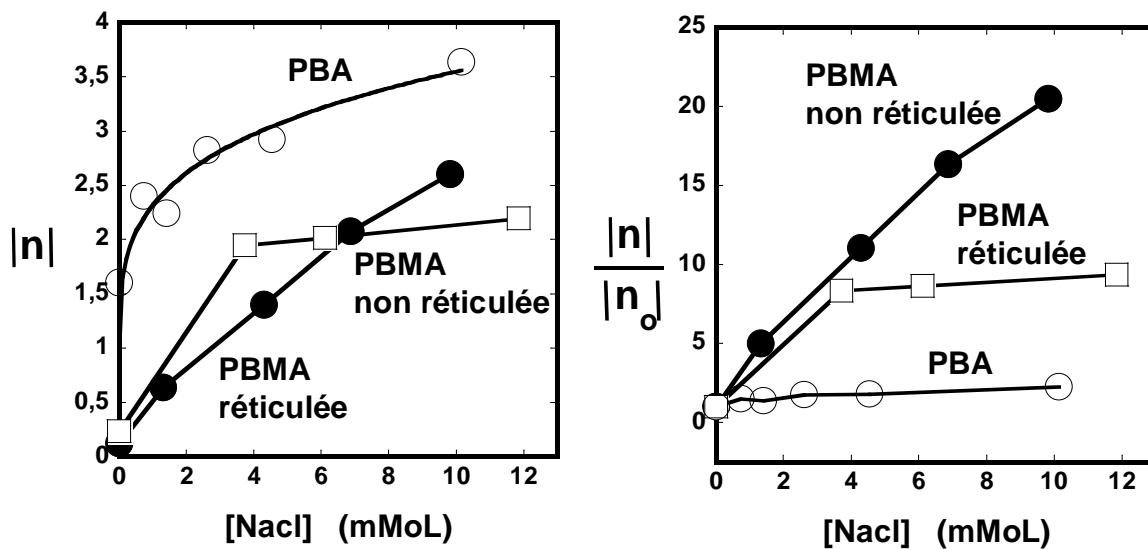 4
3,5
3
2,5
2
1,5
1
0,5
0
|n|
PBA
PBMA
non réticulée
PBMA
réticulée
0
2
4
6
8
10
12
[Nacl] (mMoL)
25
20
15
10
5
0
|n|
|no|
PBMA
non réticulée
PBMA
réticulée
PBA
0
2
4
6
8
10
12
[Nacl] (mMoL)